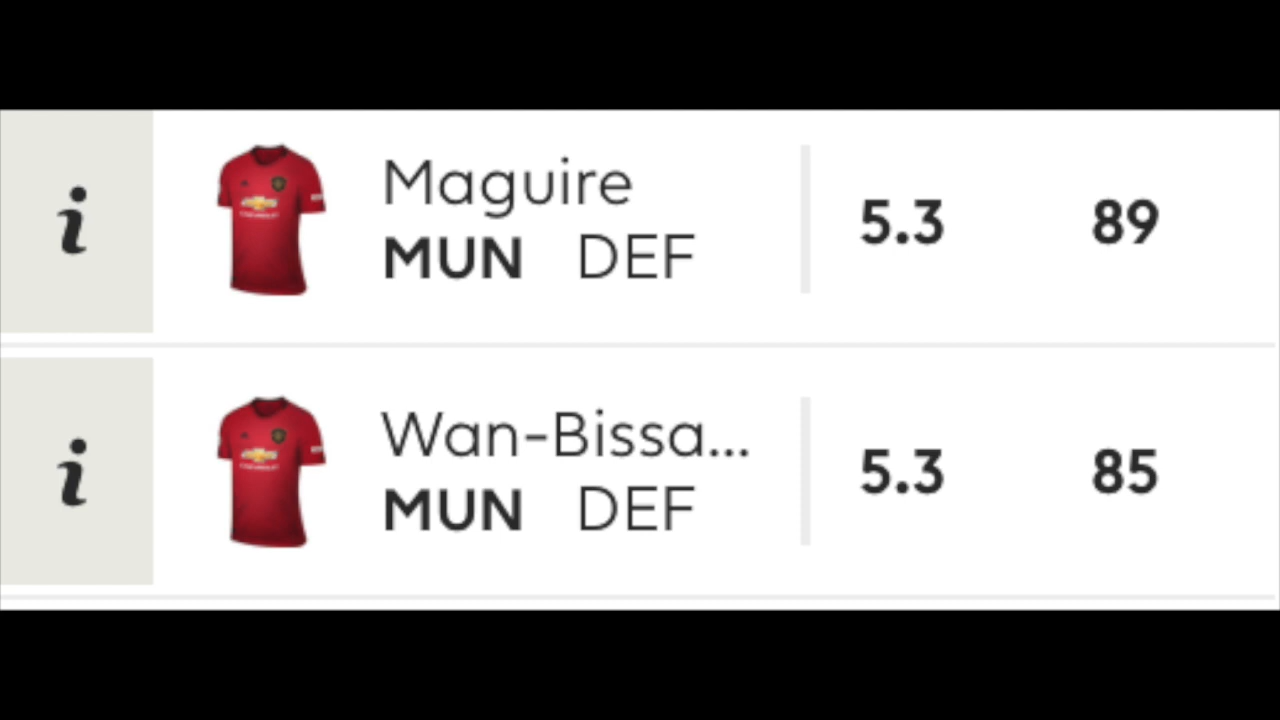 i
Maguire
MUN DEF
5.3 89
i
Wan-Bissa...
MUN DEF
5.3 85